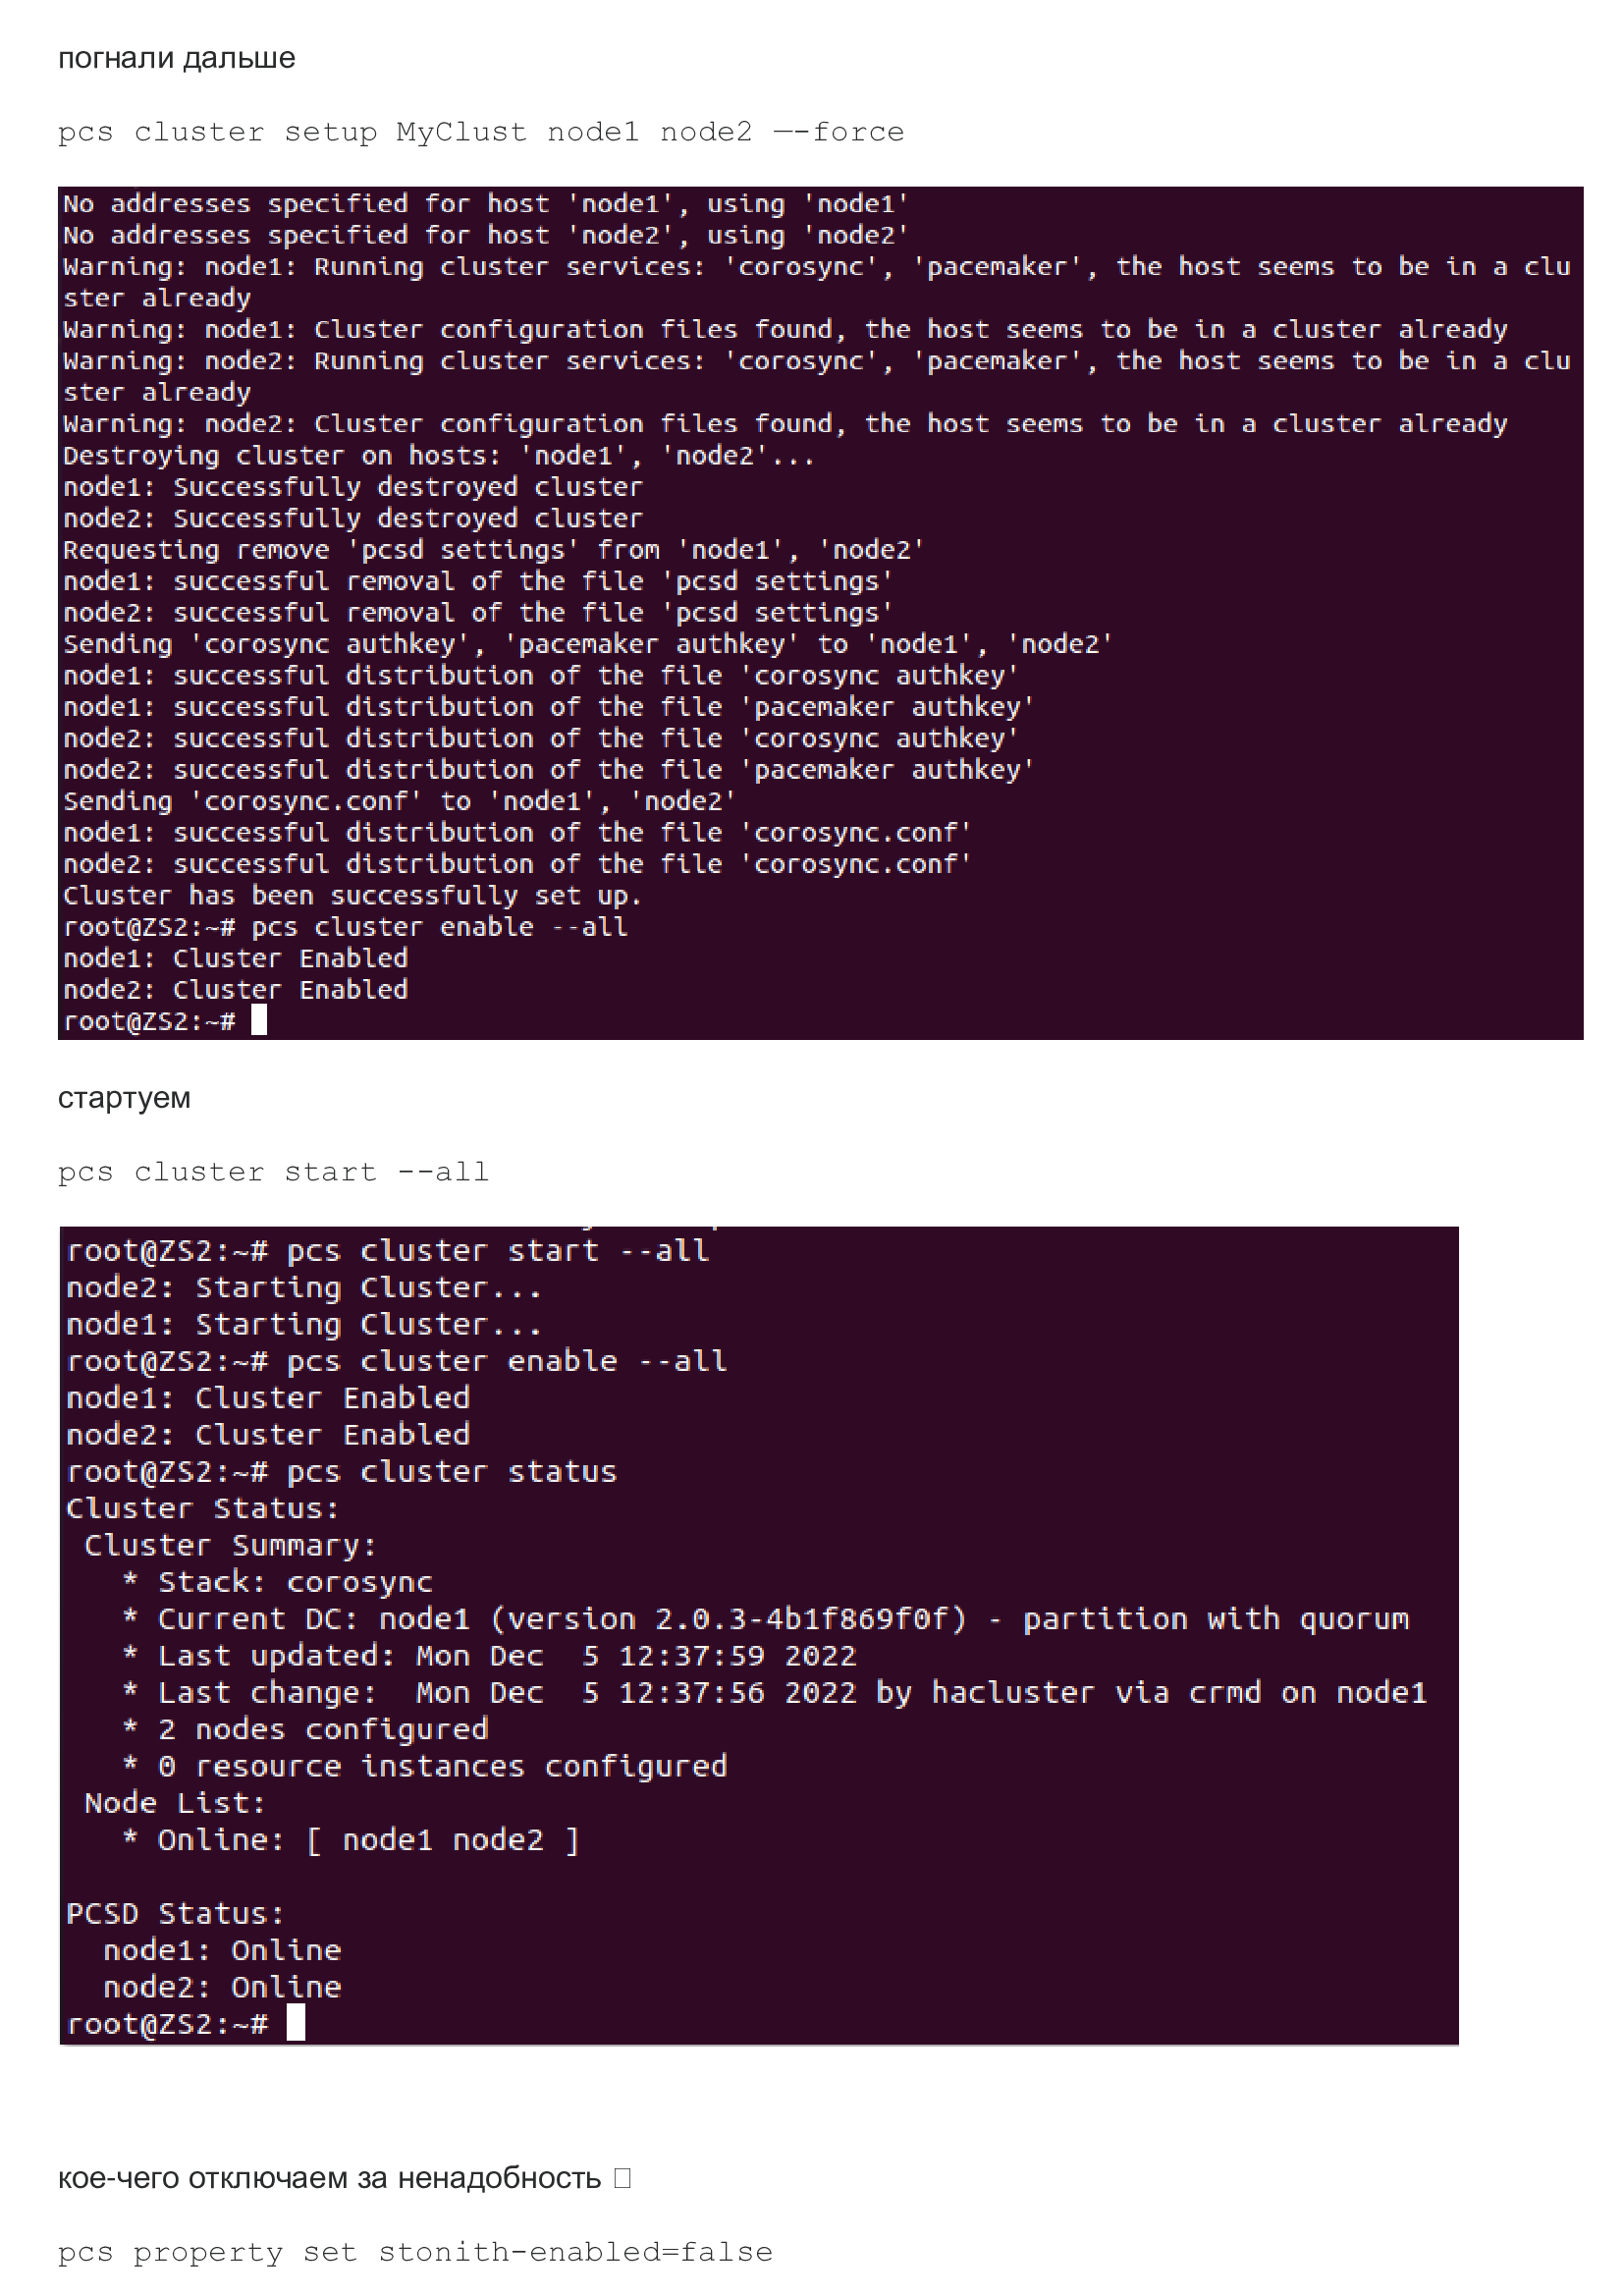 погнали дальше
pcs cluster setup MyClust node1 node2 —-force
No addresses specified for host 'node1', using 'node1'
No addresses specified for host 'node2', using 'node2'
Warning: node1: Running cluster services: 'corosync', 'pacemaker', the host seems to be in a clu
ster already
Warning: node1: Cluster configuration files found, the host seems to be in a cluster already
Warning: node2: Running cluster services: 'corosync', 'pacemaker', the host seems to be in a clu
ster already
Warning: node2: Cluster configuration files found, the host seems to be in a cluster already
Destroying cluster on hosts: 'node1', 'node2'...
node1: Successfully destroyed cluster
node2: Successfully destroyed cluster
Requesting remove 'pcsd settings' from 'node1', 'node2'
node1: successful removal of the file 'pcsd settings'
node2: successful removal of the file 'pcsd settings'
Sending 'corosync authkey', 'pacemaker authkey' to 'node1', 'node2'
node1: successful distribution of the file 'corosync authkey'
node1: successful distribution of the file 'pacemaker authkey'
node2: successful distribution of the file 'corosync authkey'
node2: successful distribution of the file 'pacemaker authkey'
Sending 'corosync.conf' to 'node1', 'node2'
node1: successful distribution of the file 'corosync.conf'
node2: successful distribution of the file 'corosync.conf'
Cluster has been successfully set up.
root@ZS2:~# pcs cluster enable --all
node1: Cluster Enabled
node2: Cluster Enabled
root@ZS2:~#
стартуем
pcs cluster start --all
root@ZS2:~# pcs cluster start --all
node2: Starting Cluster...
node1: Starting Cluster...
root@ZS2:~# pcs cluster enable --all
node1: Cluster Enabled
node2: Cluster Enabled
root@ZS2:~# pcs cluster status
Cluster Status:
Cluster Summary:
* Stack: corosync
* Current DC: node1 (version 2.0.3-4b1f869f0f) - partition with quorum
* Last updated: Mon Dec  5 12:37:59 2022
* Last change:  Mon Dec  5 12:37:56 2022 by hacluster via crmd on node1
* 2 nodes configured
* 0 resource instances configured
Node List:
* Online: [ node1 node2 ]
PCSD Status:
node1: Online
node2: Online
root@ZS2:~#
кое-чего отключаем за ненадобность
pcs property set stonith-enabled=false